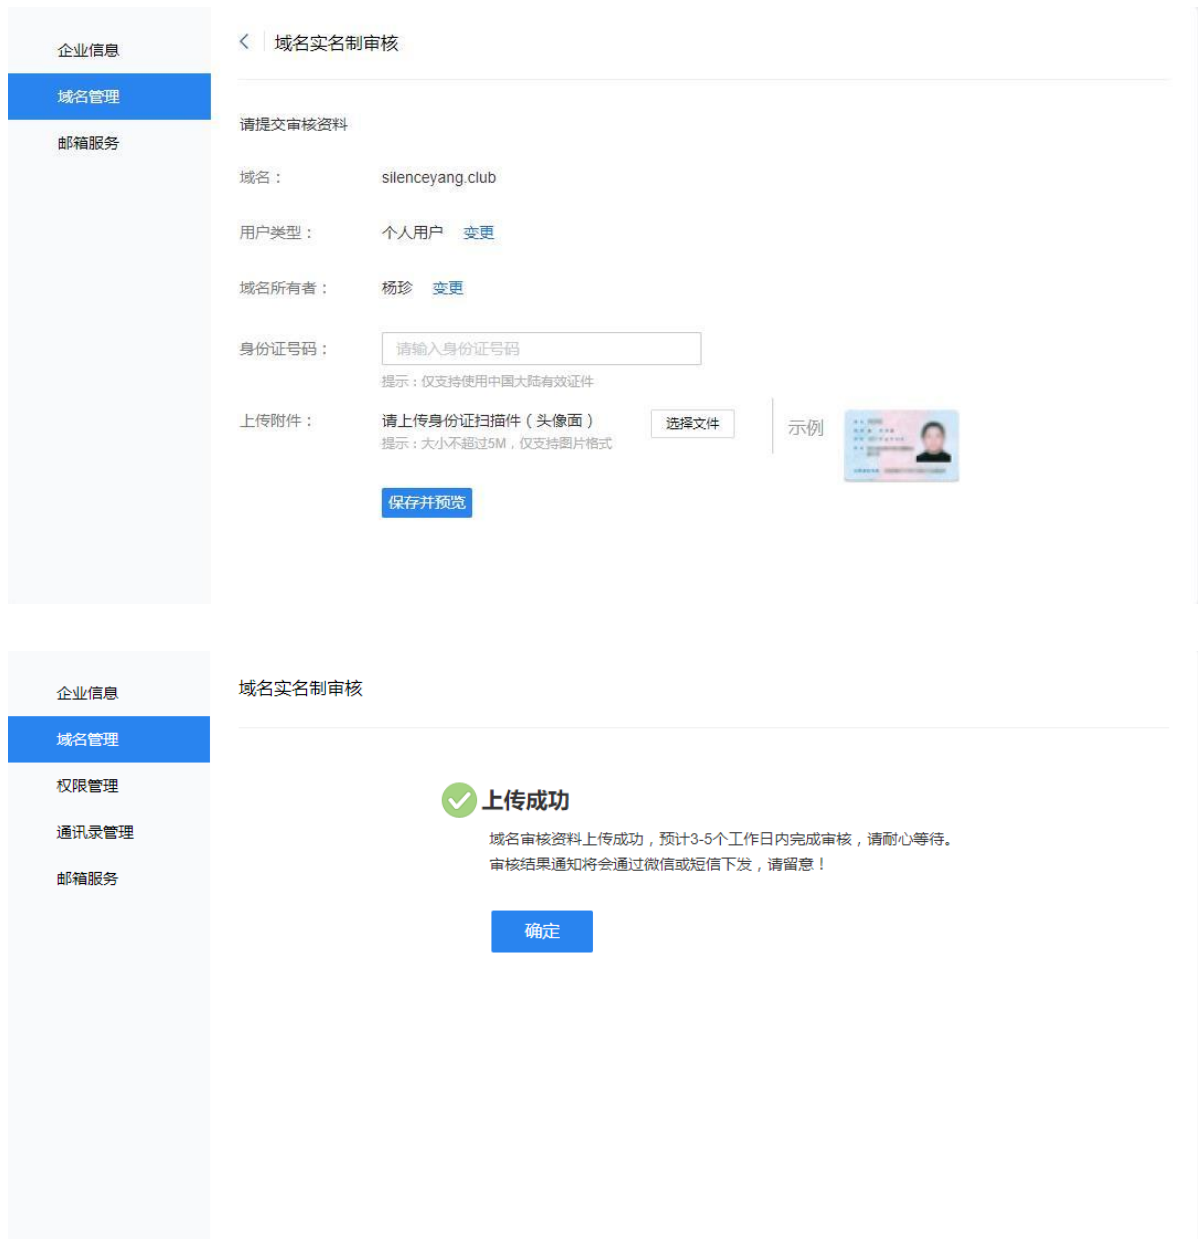 企业信息
域名管理
邮箱服务
域名实名制审核
请提交审核资料
域名：
silenceyang.club
用户类型：
个人用户 变更
域名所有者：
杨珍 变更
身份证号码：
请输入身份证号码
提示：仅支持使用中国大陆有效证件
上传附件：
请上传身份证扫描件（头像面）
提示：大小不超过5M，仅支持图片格式
选择文件
示例
保存并预览
企业信息
域名管理
权限管理
通讯录管理
邮箱服务
域名实名制审核
上传成功
域名审核资料上传成功，预计3-5个工作日内完成审核，请耐心等待。
审核结果通知将会通过微信或短信下发，请留意！
确定